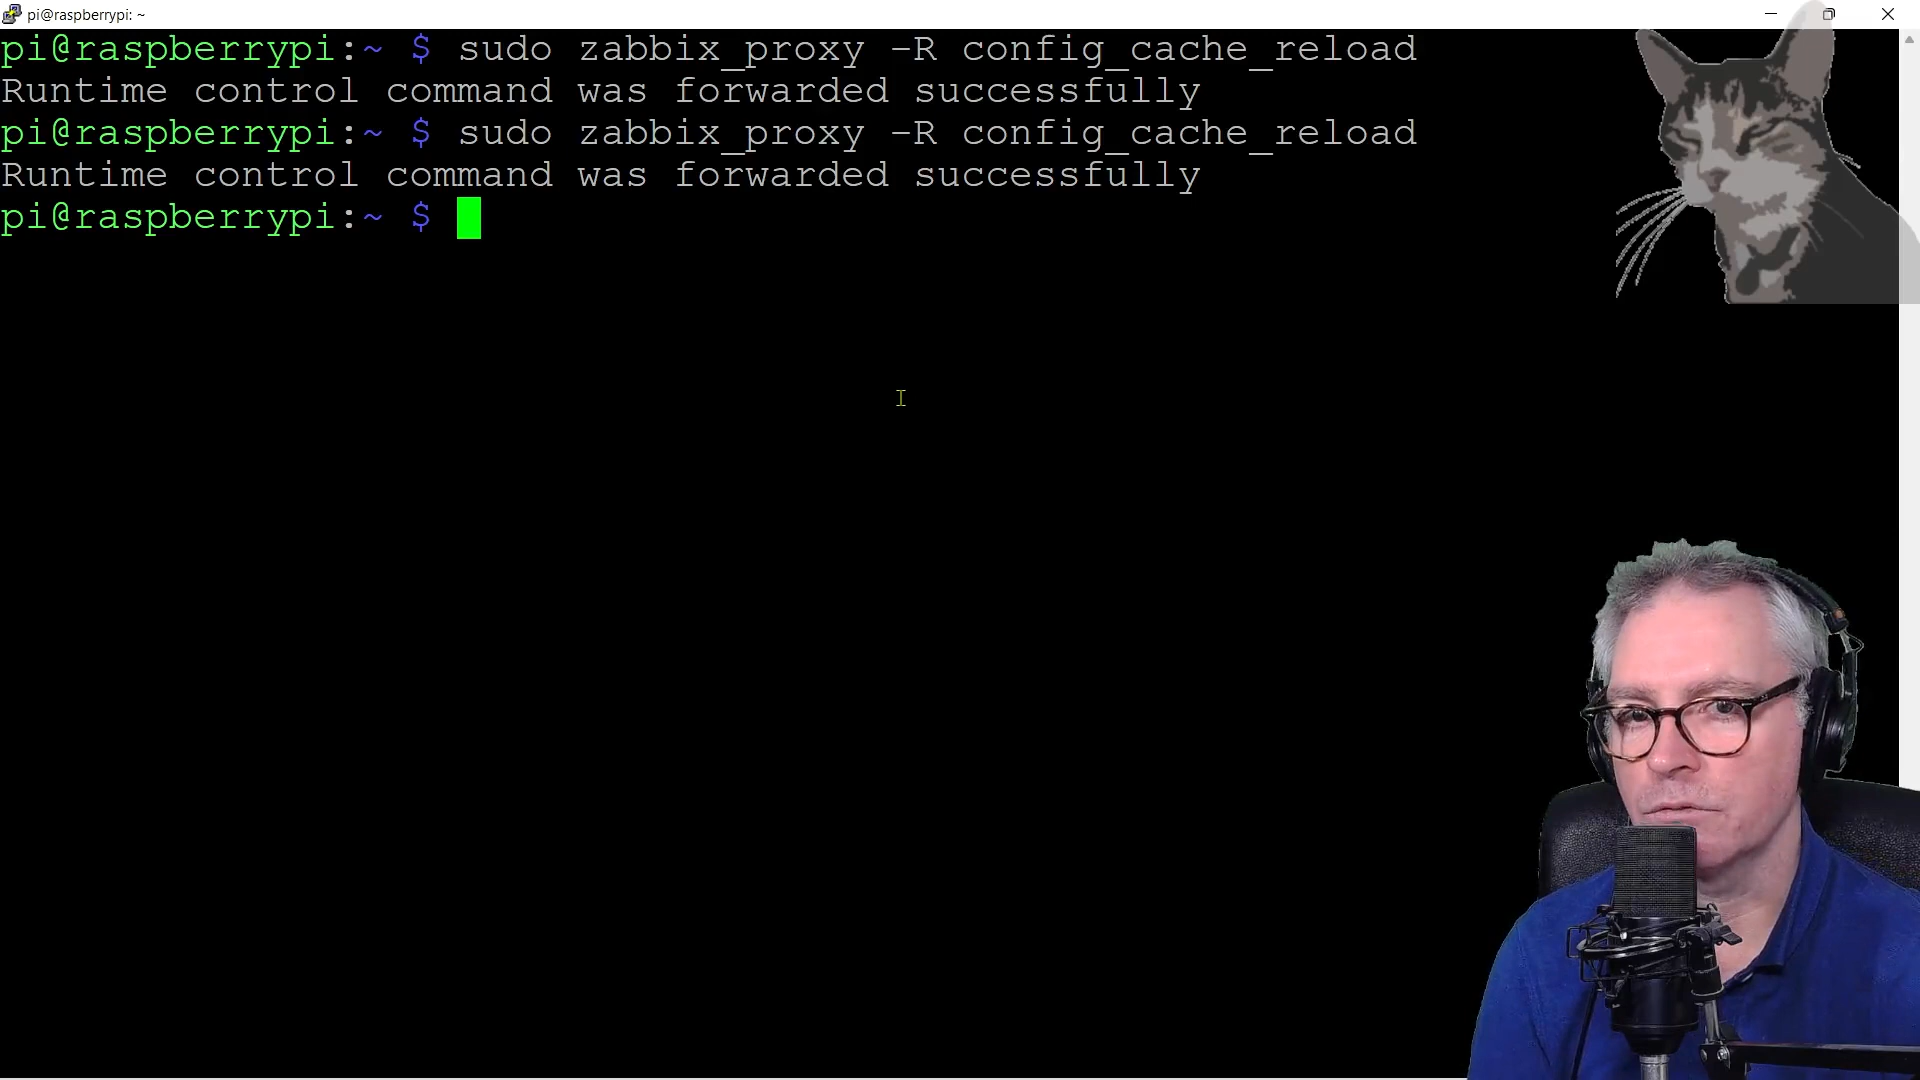 pi@raspberrypi: ~
pi@raspberrypi:~ $ sudo zabbix_proxy -R config_cache_reload
Runtime control command was forwarded successfully
pi@raspberrypi:~ $ sudo zabbix_proxy -R config_cache_reload
Runtime control command was forwarded successfully
pi@raspberrypi:~ $